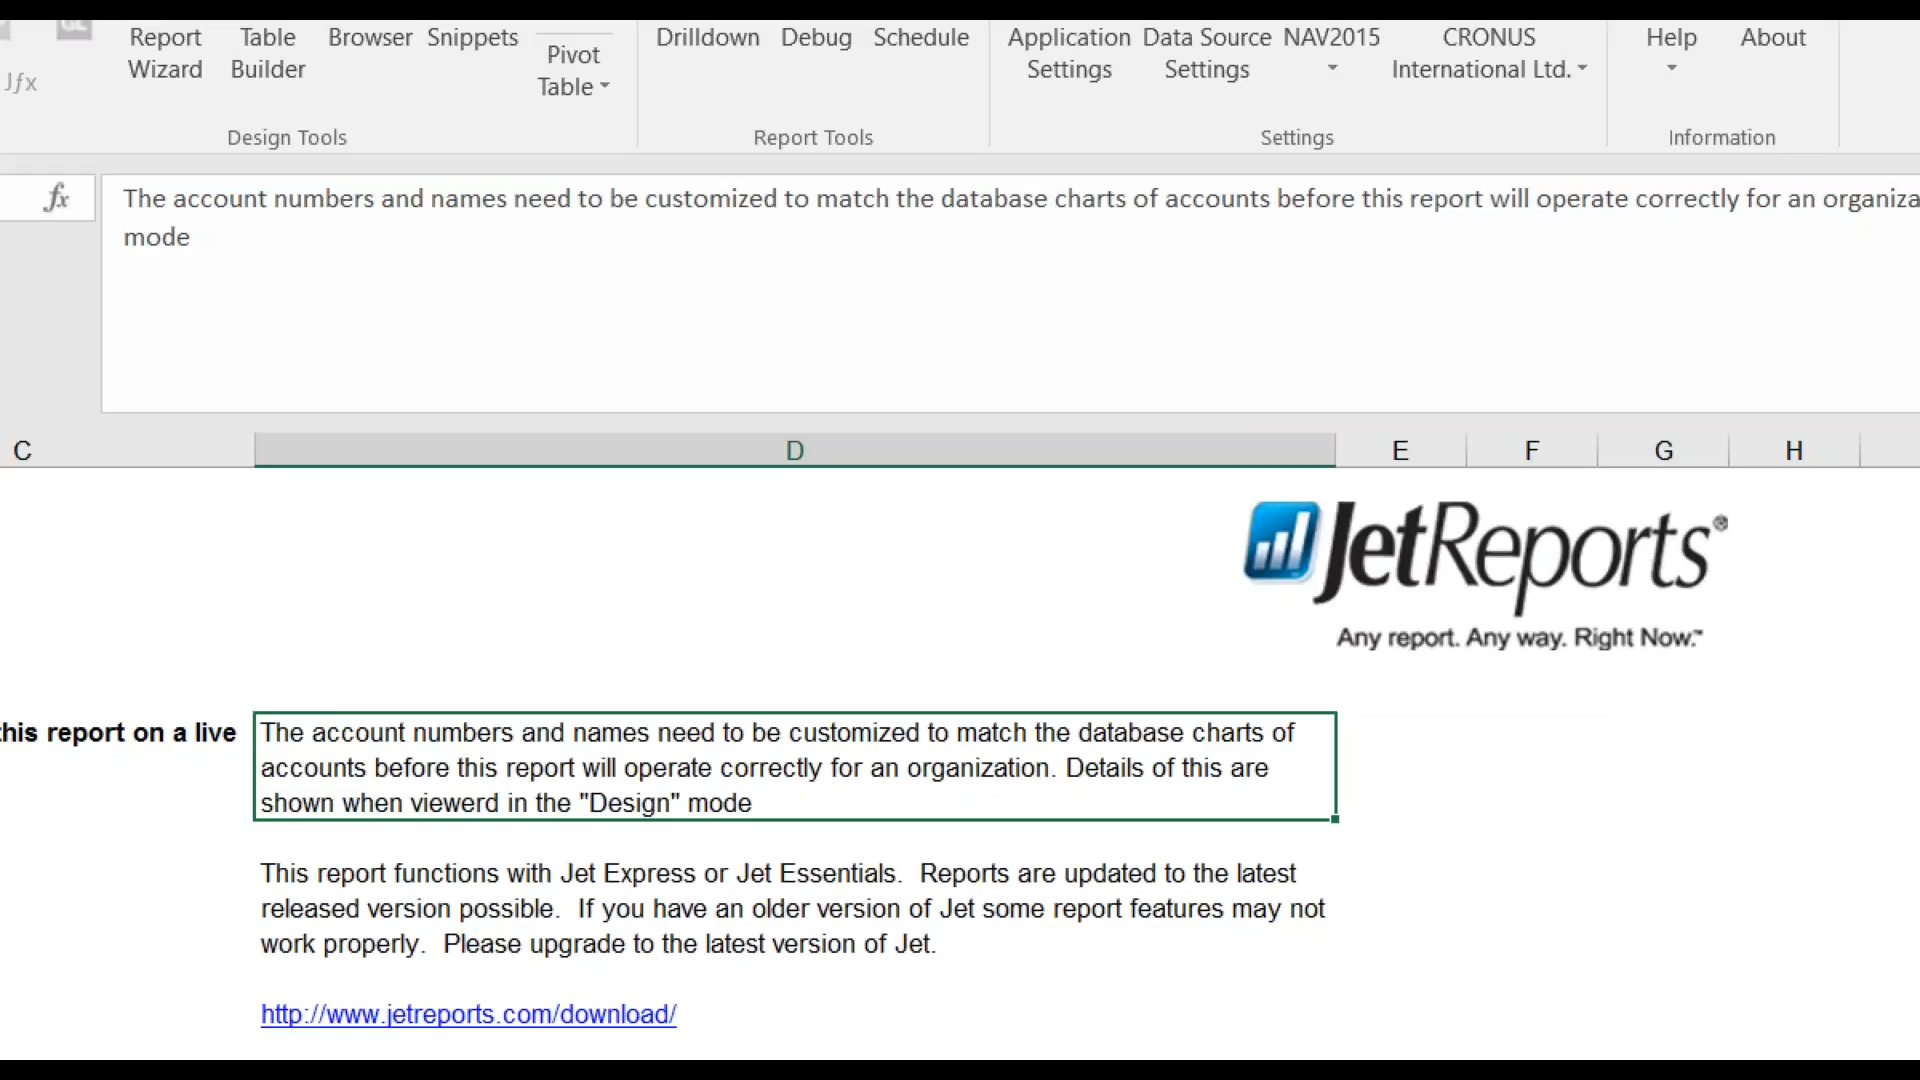 Report Wizard
Table Builder
Browser
Snippets
Pivot Table
Drilldown
Debug
Schedule
Application Settings
Data Source Settings
NAV2015
CRONUS International Ltd.
Help
About
Jfx
Design Tools
Report Tools
Settings
Information
fx
The account numbers and names need to be customized to match the database charts of accounts before this report will operate correctly for an organiza
mode
C
D
E
F
G
H
JetReports®
Any report. Any way. Right Now.™
this report on a live
The account numbers and names need to be customized to match the database charts of
accounts before this report will operate correctly for an organization. Details of this are
shown when viewerd in the "Design" mode
This report functions with Jet Express or Jet Essentials.  Reports are updated to the latest
released version possible.  If you have an older version of Jet some report features may not
work properly.  Please upgrade to the latest version of Jet.
http://www.jetreports.com/download/